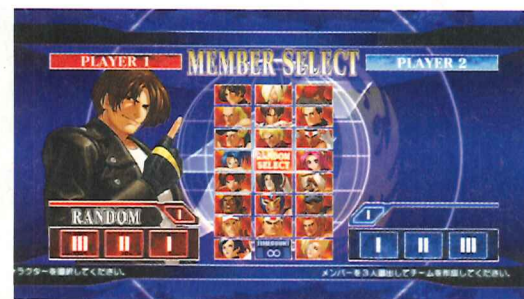 PLAYER 1
MEMBER SELECT
PLAYER 2
RANDOM
SELECT
RANDOM
I
I
III II I
I II III
TIME COUNT
∞
ラクターを選択してください。
メンバーを3人選出してチームを作成してください。